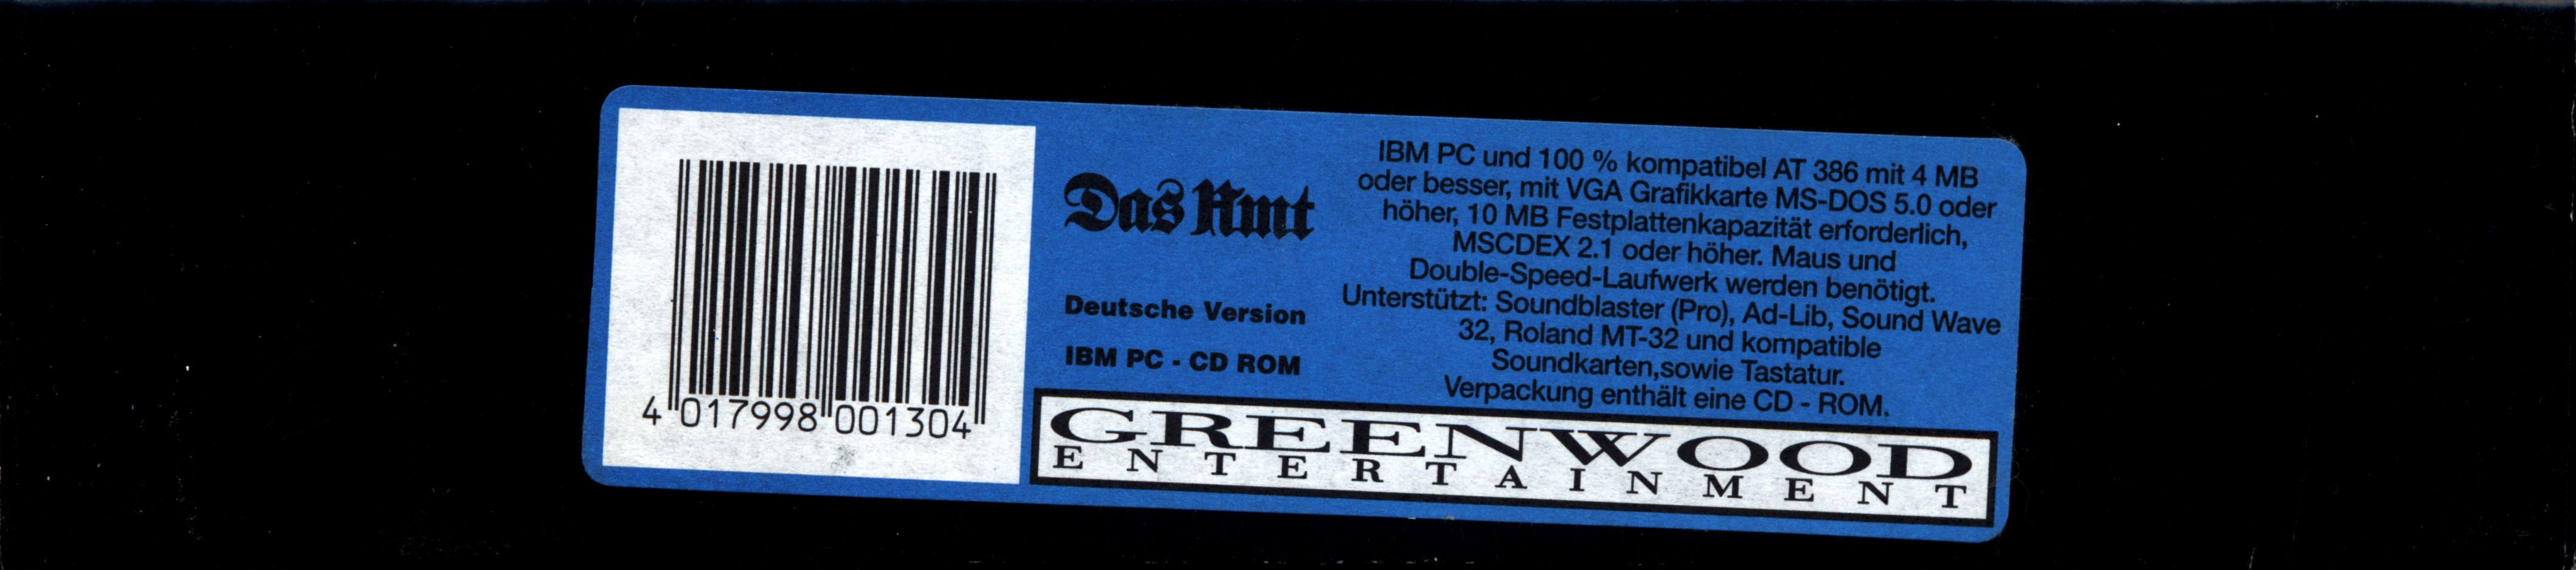 4 017998 001304
Das Amt
Deutsche Version
IBM PC - CD ROM
IBM PC und 100 % kompatibel AT 386 mit 4 MB
oder besser, mit VGA Grafikkarte MS-DOS 5.0 oder
höher, 10 MB Festplattenkapazität erforderlich,
MSCDEX 2.1 oder höher. Maus und
Double-Speed-Laufwerk werden benötigt.
Unterstützt: Soundblaster (Pro), Ad-Lib, Sound Wave
32, Roland MT-32 und kompatible
Soundkarten,sowie Tastatur.
Verpackung enthält eine CD - ROM.
GREENWOOD
ENTERTAINMENT